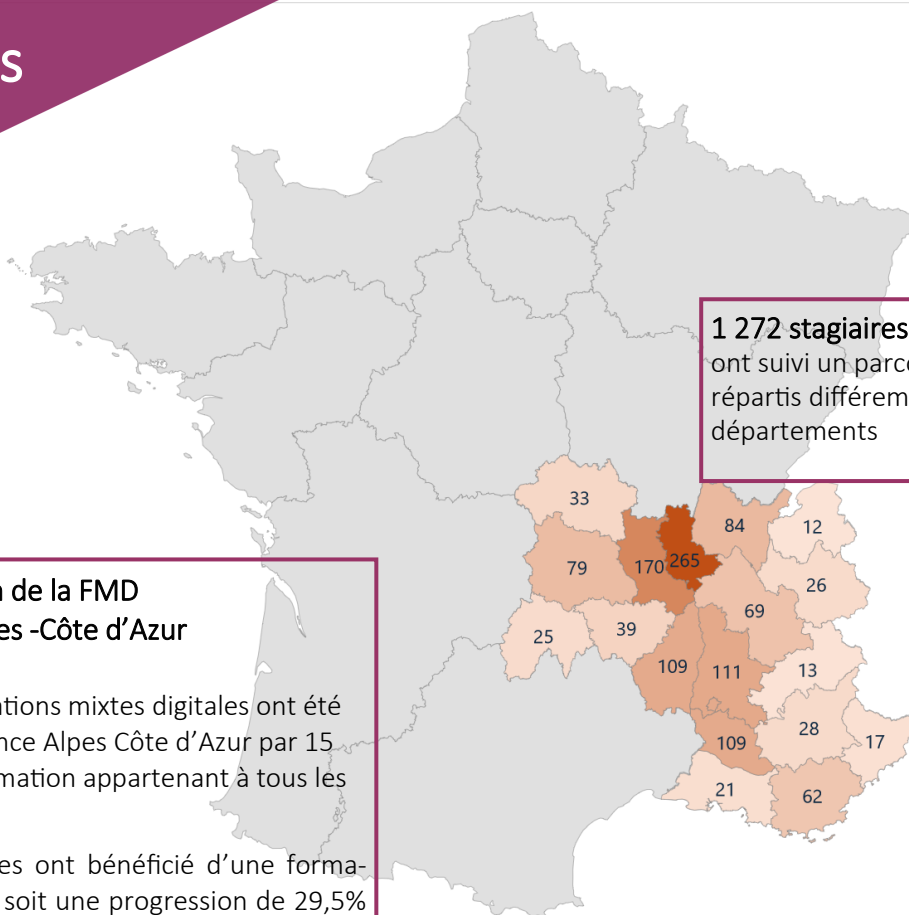 s
1 272 stagiaires
ont suivi un parco
répartis différem
départements
33
84
12
79
170
265
26
69
25
39
109
111
13
28
17
109
21
62
n de la FMD
es -Côte d’Azur
ations mixtes digitales ont été
nce Alpes Côte d’Azur par 15
rmation appartenant à tous les
es ont bénéficié d’une forma-
soit une progression de 29,5%